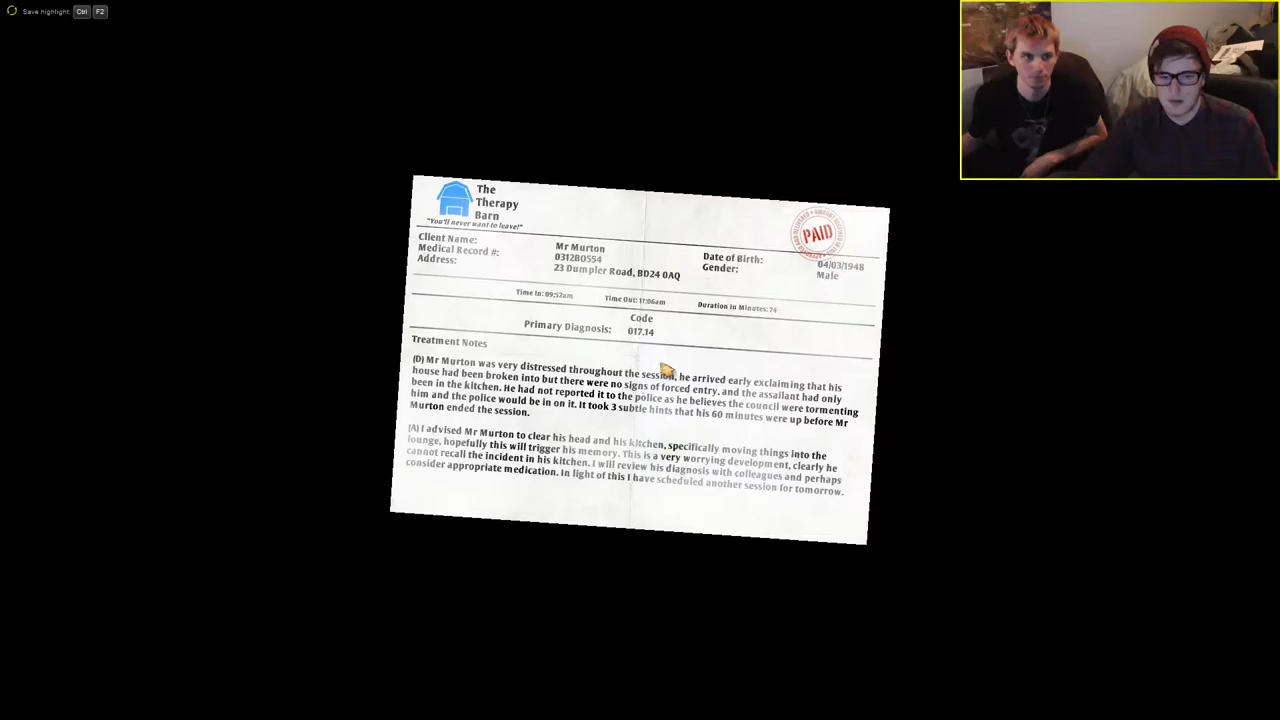 Save highlight: Ctrl F2
The
Therapy
Barn
"You'll never want to leave!"
PAID
Client Name: Mr Murton Date of Birth: 04/03/1948
Medical Record #: 0312B0554 Gender: Male
Address: 23 Dumpler Road, BD24 0AQ
Time In: 09:52am Time Out: 11:06am Duration in Minutes: 74
Code
Primary Diagnosis: 017.14
Treatment Notes
(D) Mr Murton was very distressed throughout the session, he arrived early exclaiming that his
house had been broken into but there were no signs of forced entry, and the assailant had only
been in the kitchen. He had not reported it to the police as he believes the council were tormenting
him and the police would be in on it. It took 3 subtle hints that his 60 minutes were up before Mr
Murton ended the session.
(A) I advised Mr Murton to clear his head and his kitchen, specifically moving things into the
lounge, hopefully this will trigger his memory. This is a very worrying development, clearly he
cannot recall the incident in his kitchen. I will review his diagnosis with colleagues and perhaps
consider appropriate medication. In light of this I have scheduled another session for tomorrow.